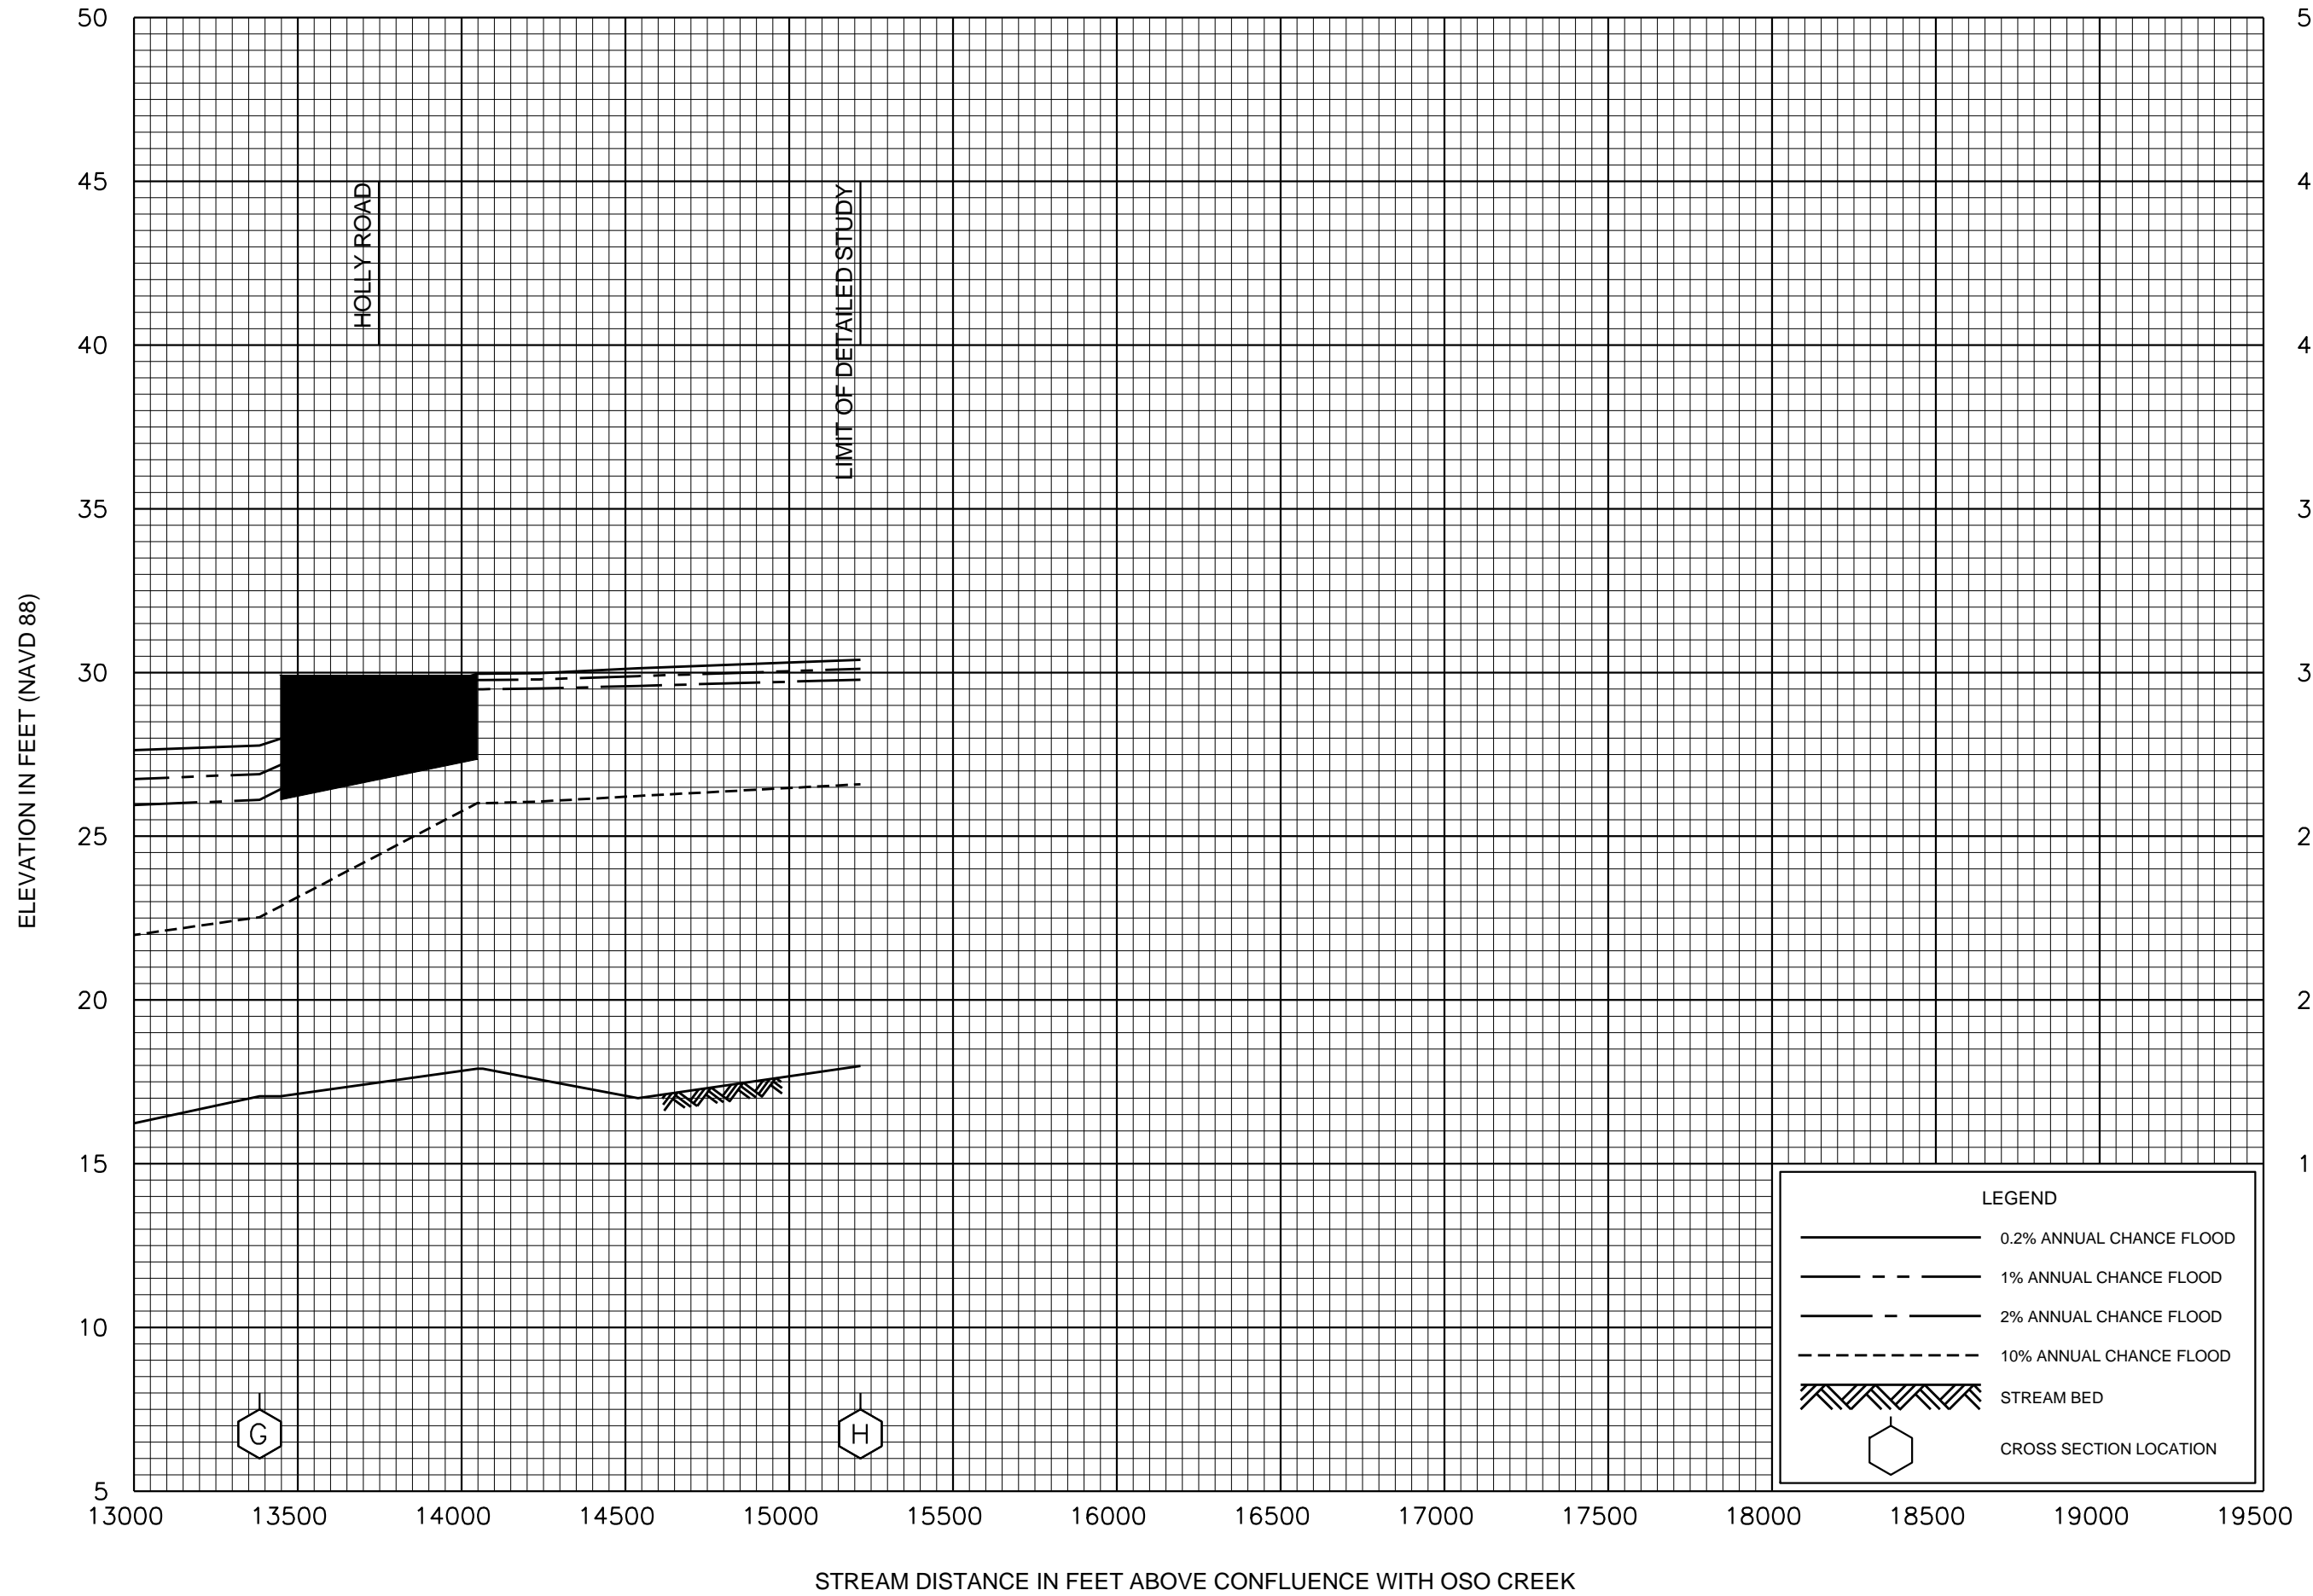 50
5
45
4
40
4
35
3
30
3
25
2
20
2
15
1
10
5
ELEVATION IN FEET (NAVD 88)
HOLLY ROAD
LIMIT OF DETAILED STUDY
G
H
LEGEND
0.2% ANNUAL CHANCE FLOOD
1% ANNUAL CHANCE FLOOD
2% ANNUAL CHANCE FLOOD
10% ANNUAL CHANCE FLOOD
STREAM BED
CROSS SECTION LOCATION
13000 13500 14000 14500 15000 15500 16000 16500 17000 17500 18000 18500 19000 19500
STREAM DISTANCE IN FEET ABOVE CONFLUENCE WITH OSO CREEK